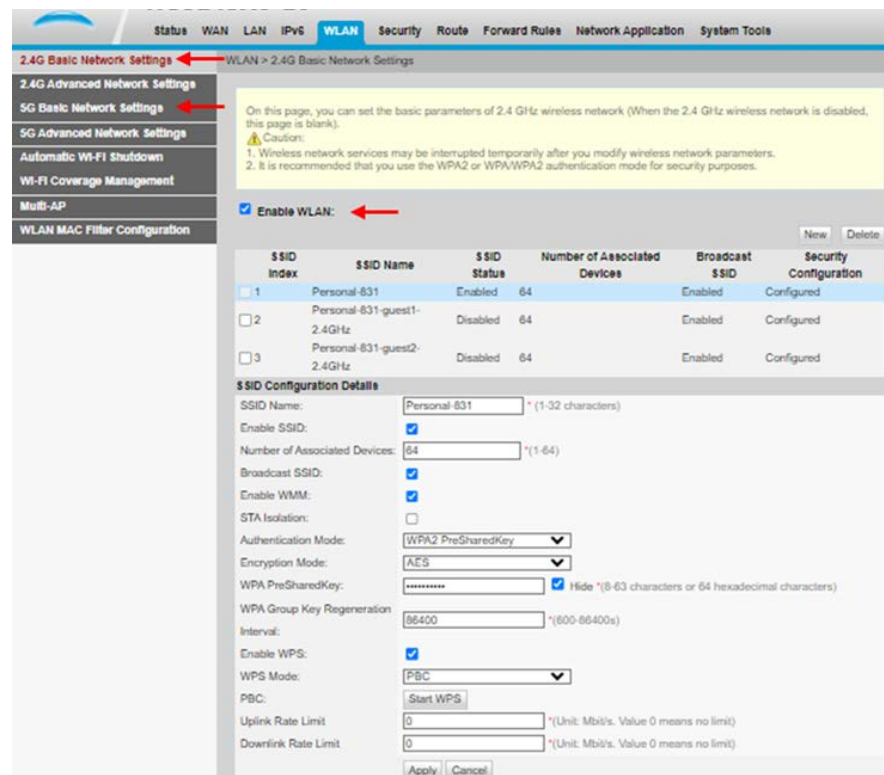 Status WAN LAN IPv6 WLAN Security Route Forward Rules Network Application System Tools
2.4G Basic Network Settings
WLAN > 2.4G Basic Network Settings
2.4G Advanced Network Settings
5G Basic Network Settings
5G Advanced Network Settings
Automatic Wi-Fi Shutdown
Wi-Fi Coverage Management
Multi-AP
WLAN MAC Filter Configuration
On this page, you can set the basic parameters of 2.4 GHz wireless network (When the 2.4 GHz wireless network is disabled,
this page is blank).
Caution:
1. Wireless network services may be interrupted temporarily after you modify wireless network parameters.
2. It is recommended that you use the WPA2 or WPA/WPA2 authentication mode for security purposes.
Enable WLAN:
New Delete
SSID Index SSID Name SSID Status Number of Associated Devices Broadcast SSID Security Configuration
1 Personal-831 Enabled 64 Enabled Configured
2 Personal-831-guest1-2.4GHz Disabled 64 Enabled Configured
3 Personal-831-guest2-2.4GHz Disabled 64 Enabled Configured
SSID Configuration Details
SSID Name: Personal-831 * (1-32 characters)
Enable SSID:
Number of Associated Devices: 64 *(1-64)
Broadcast SSID:
Enable WMM:
STA Isolation:
Authentication Mode: WPA2 PreSharedKey
Encryption Mode: AES
WPA PreSharedKey: •••••••••• Hide *(8-63 characters or 64 hexadecimal characters)
WPA Group Key Regeneration Interval: 86400 *(600-86400s)
Enable WPS:
WPS Mode: PBC
PBC: Start WPS
Uplink Rate Limit 0 *(Unit: Mbit/s. Value 0 means no limit)
Downlink Rate Limit 0 *(Unit: Mbit/s. Value 0 means no limit)
Apply Cancel